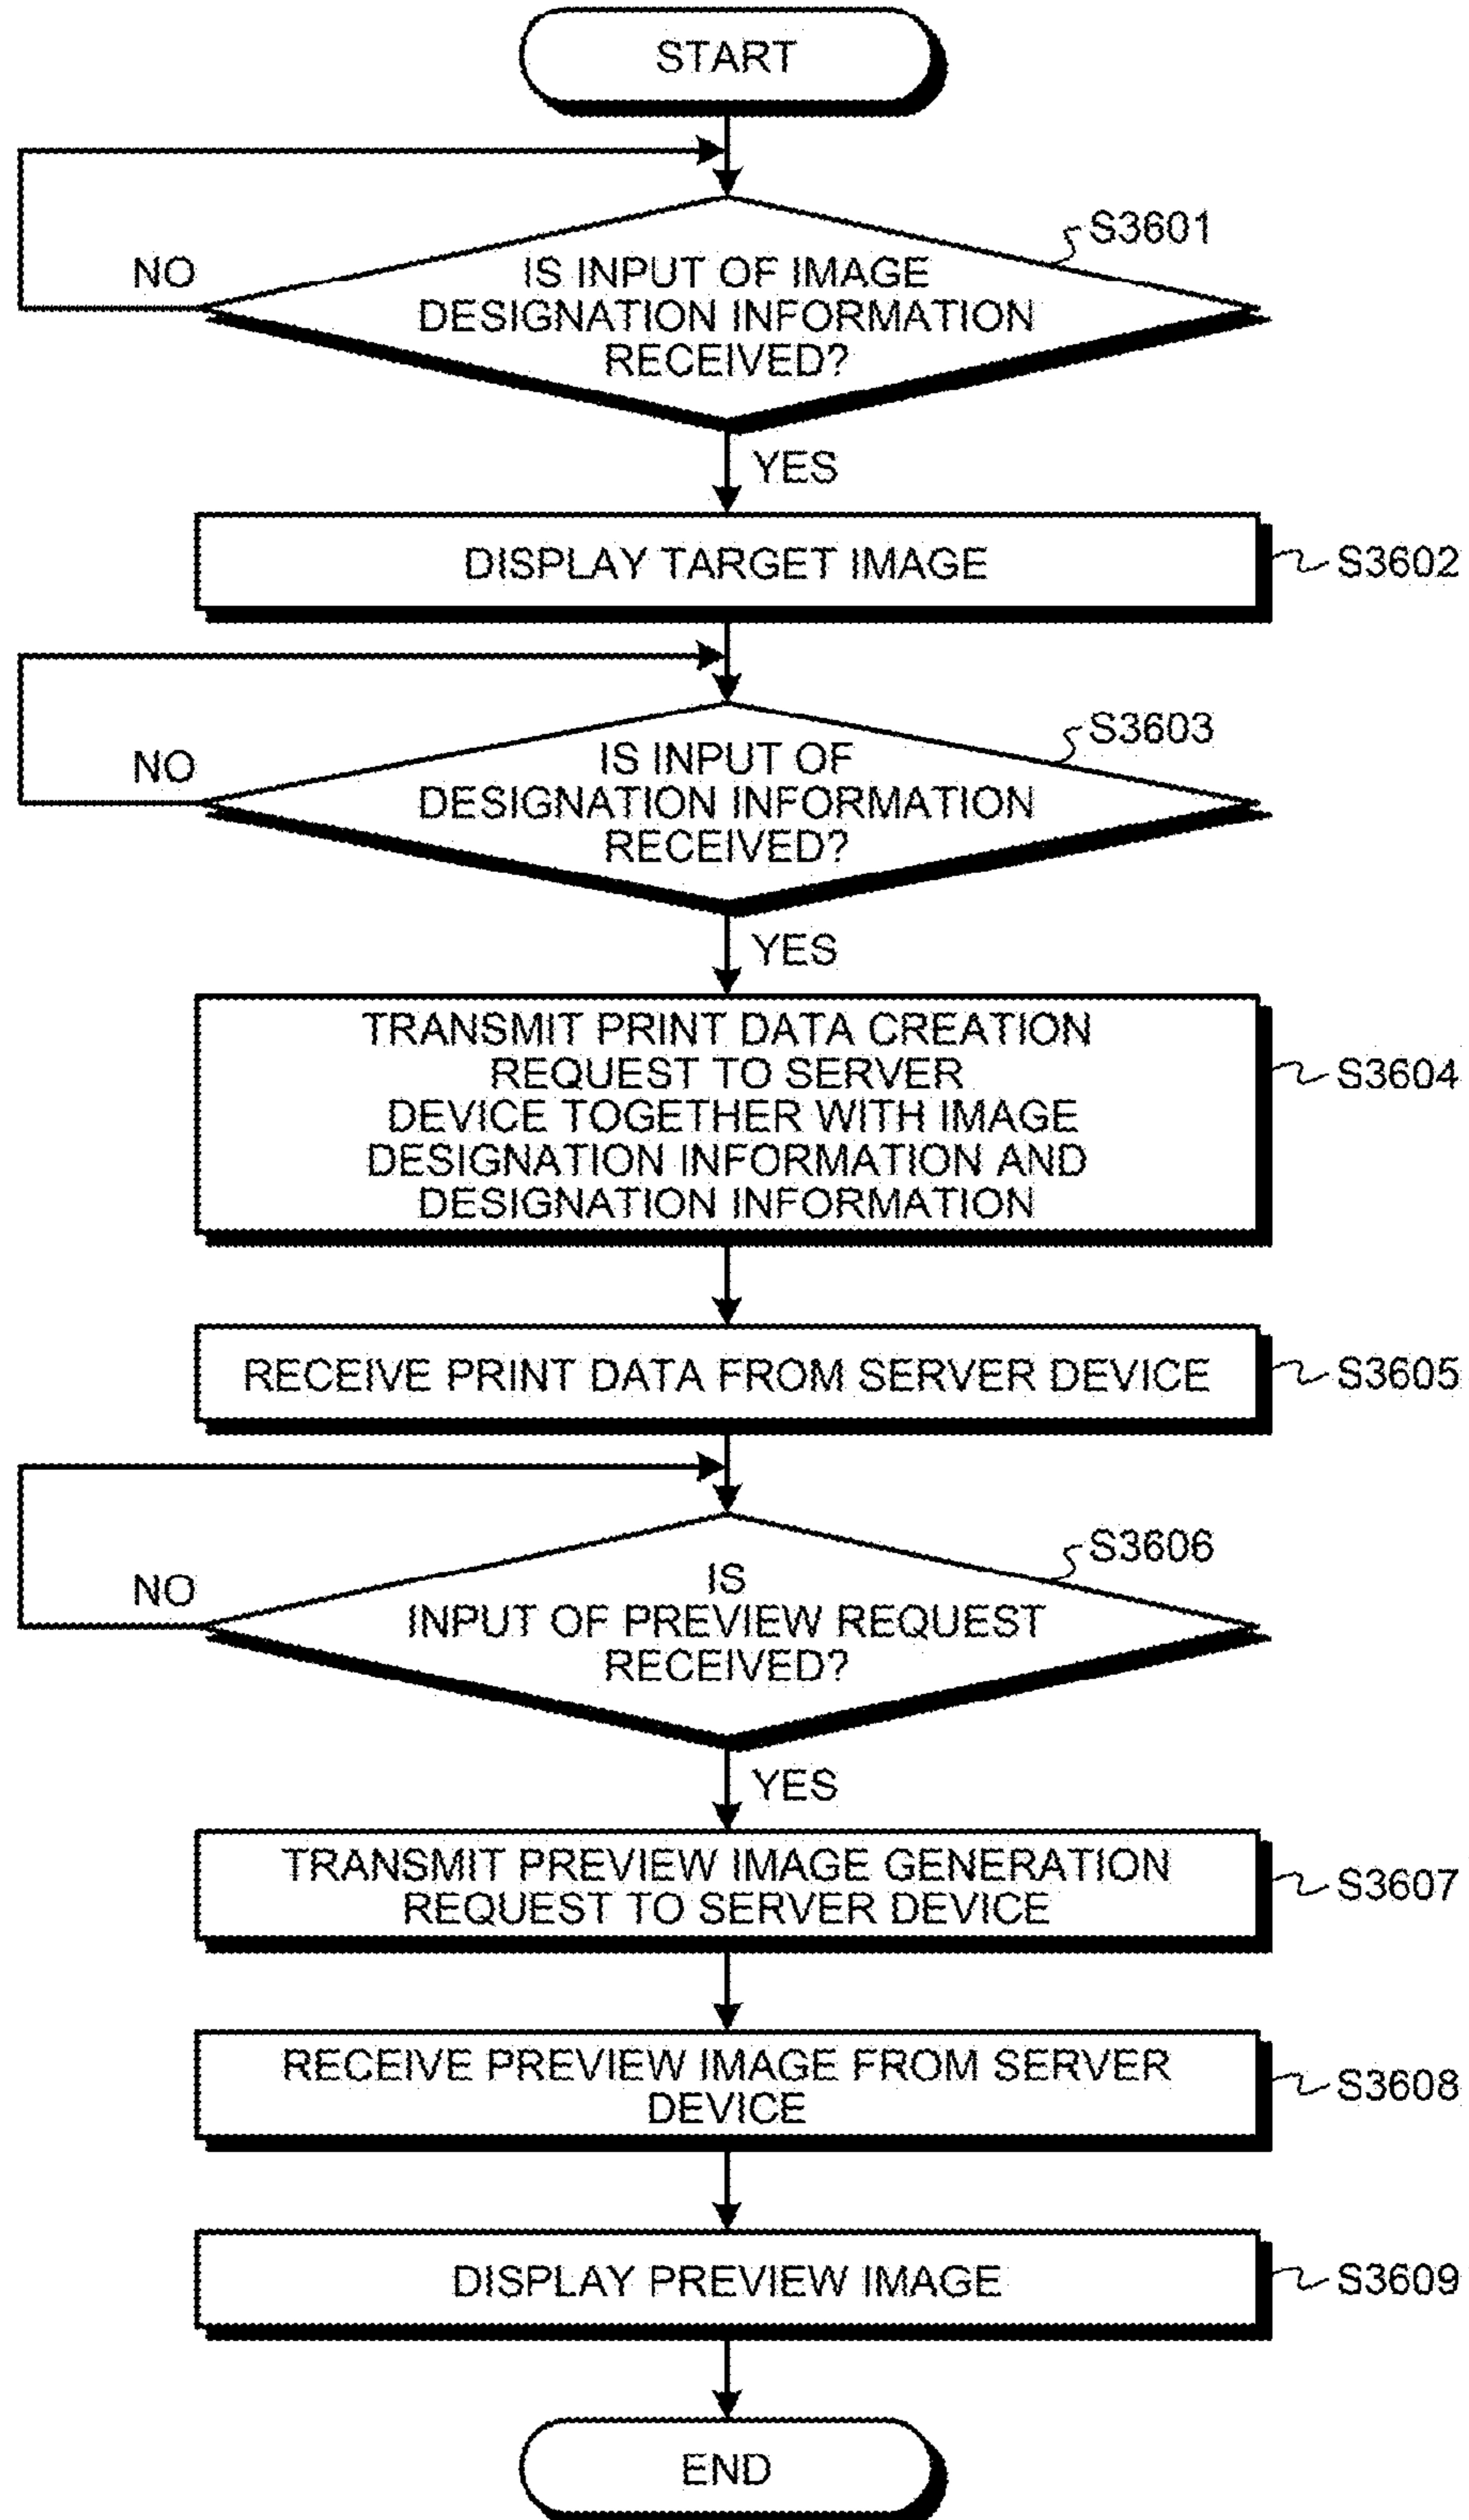 START
S3601
NO
IS INPUT OF IMAGE
DESIGNATION INFORMATION
RECEIVED?
YES
DISPLAY TARGET IMAGE
S3602
S3603
NO
IS INPUT OF
DESIGNATION INFORMATION
RECEIVED?
YES
TRANSMIT PRINT DATA CREATION
REQUEST TO SERVER
DEVICE TOGETHER WITH IMAGE
DESIGNATION INFORMATION AND
DESIGNATION INFORMATION
S3604
RECEIVE PRINT DATA FROM SERVER DEVICE
S3605
S3606
NO
IS
INPUT OF PREVIEW REQUEST
RECEIVED?
YES
TRANSMIT PREVIEW IMAGE GENERATION
REQUEST TO SERVER DEVICE
S3607
RECEIVE PREVIEW IMAGE FROM SERVER
DEVICE
S3608
DISPLAY PREVIEW IMAGE
S3609
END